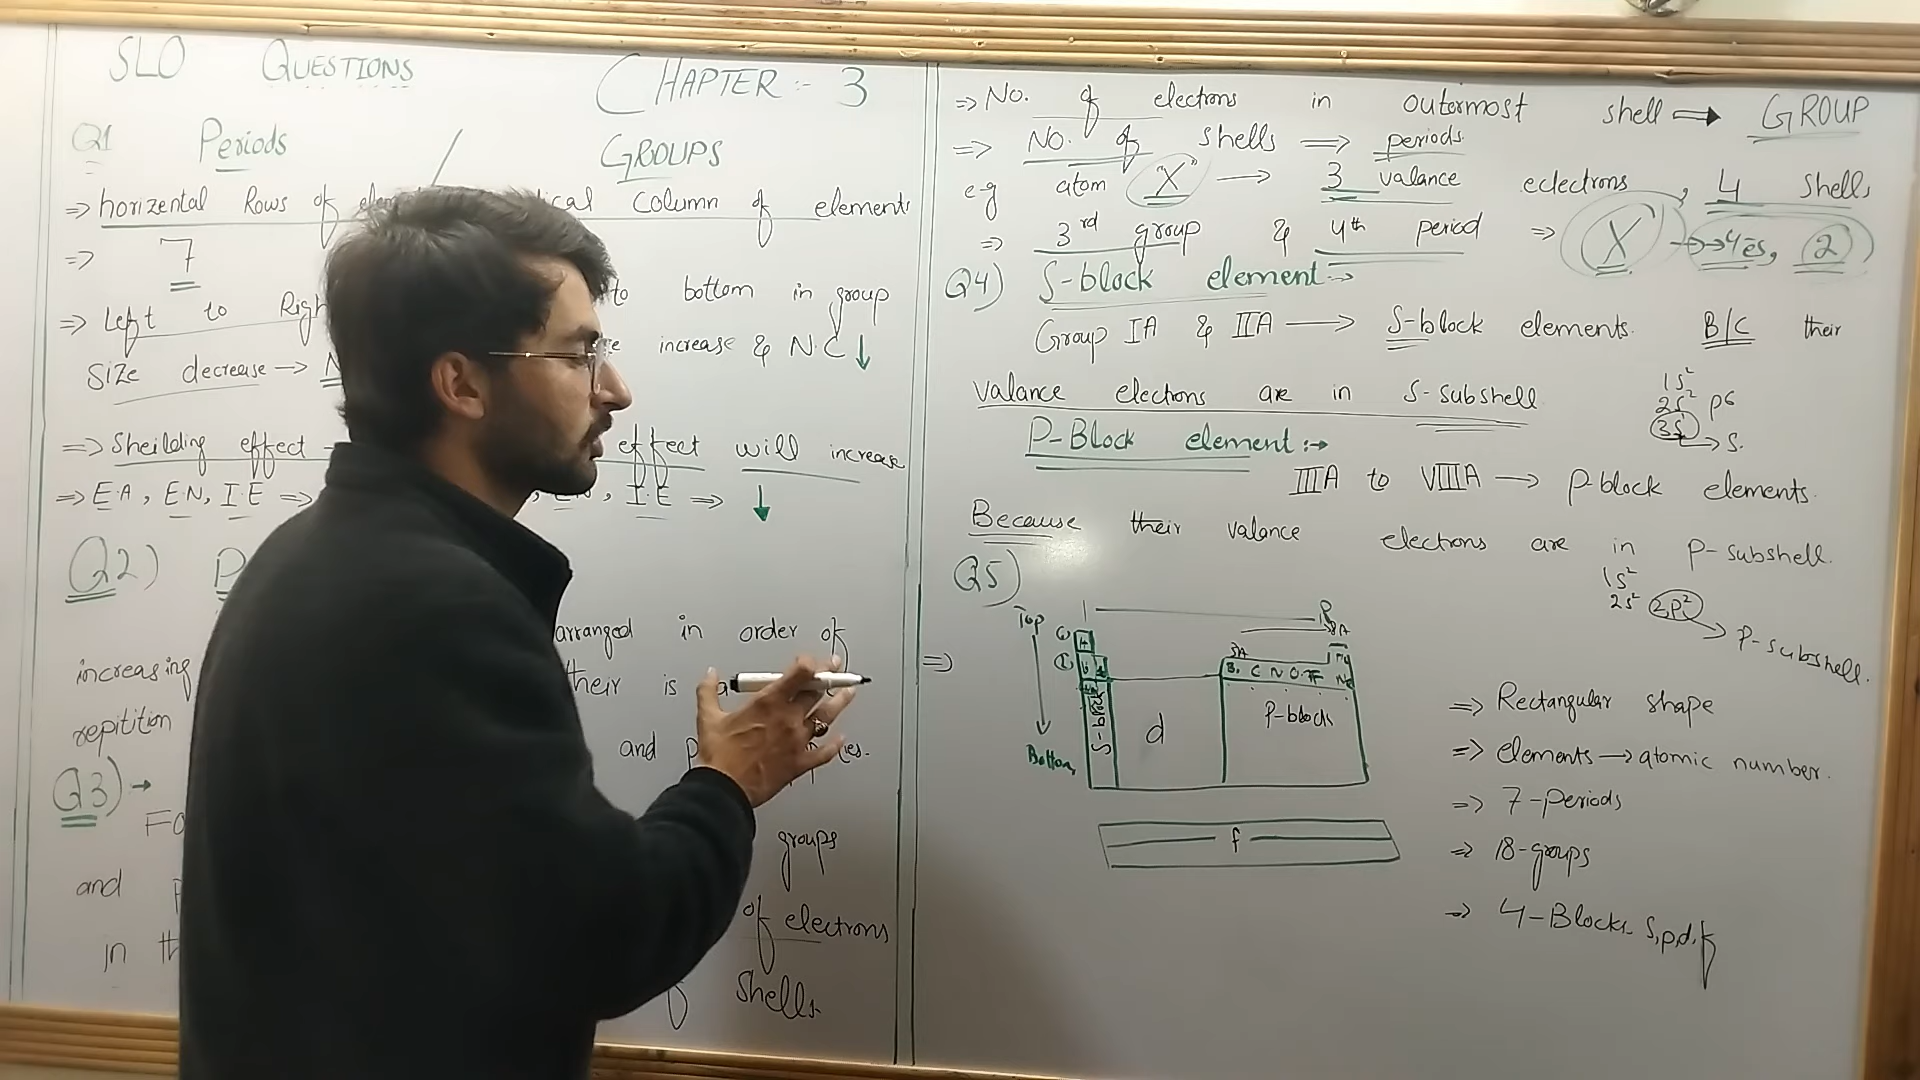 SLO QUESTIONS
CHAPTER :- 3
Q1 Periods / GROUPS
⇒ horizental Rows of
column of elements
⇒ 7
⇒ Left to
to bottom in group
size decrease →
increase & N.C ↓
⇒ Sheilding effect
effect will increase
⇒ E.A, E.N, I.E ⇒
, I.E ⇒ ↓
Q2)
arranged in order of
increasing
their is a
repitition
and
Q3) →
groups
and
of electrons
in
shells.
⇒ No. of electrons in outermost shell ⇒ GROUP
⇒ No. of shells ⇒ periods.
eg atom "X" → 3 valance eclectrons, 4 shells
⇒ 3rd group & 4th period ⇒ X → →4ēs, 2
Q4) S-block element :→
Group IA & IIA → S-block elements. B/C their
valance electrons are in S-subshell
1s²
2s² p6
3s → s.
P-Block element :→
IIIA to VIIIA → p-block elements.
Because their valance electrons are in p-subshell.
1s²
2s² 2p² → p-subshell.
Q5)
⇒
Top
Bottom
S-block
d
B. C N O F Ne
p-block
f
⇒ Rectangular shape
⇒ elements → atomic number.
⇒ 7-periods
⇒ 18-groups
⇒ 4-Blocks s,p,d,f